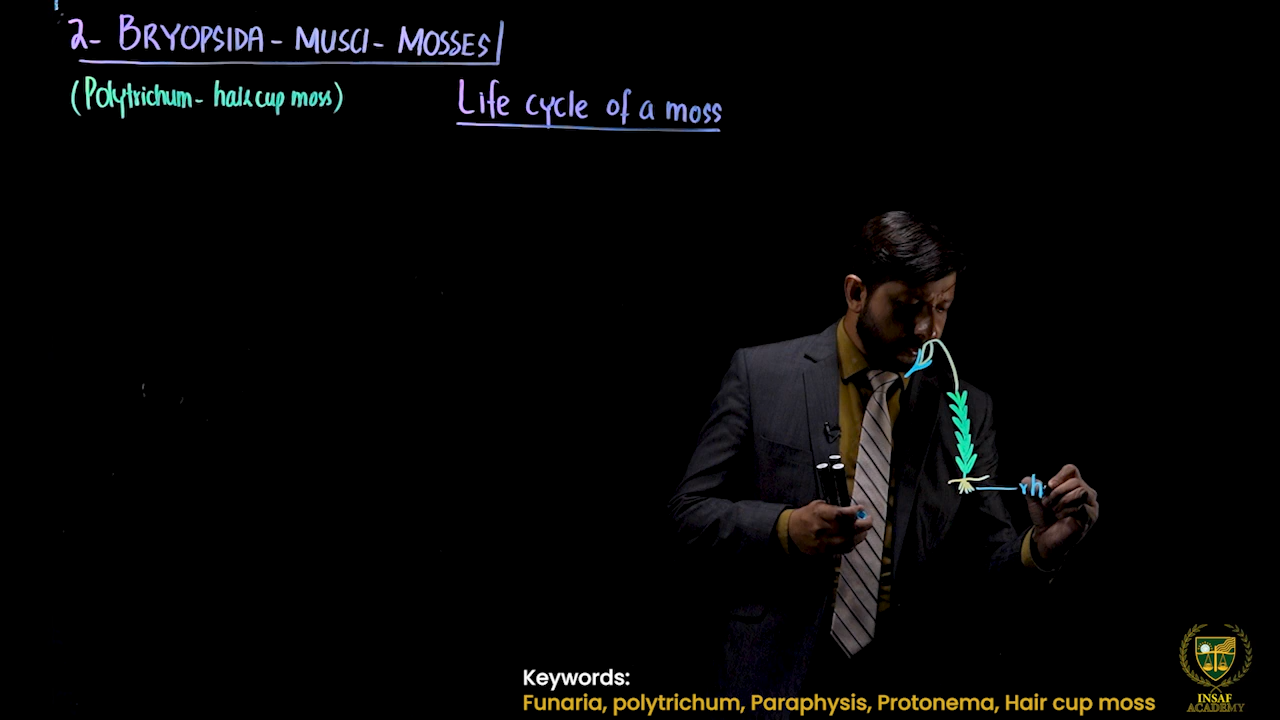 2- BRYOPSIDA - MUSCI - MOSSES
(Polytrichum - hair cup moss)
Life cycle of a moss
rh
Keywords:
Funaria, polytrichum, Paraphysis, Protonema, Hair cup moss
INSAF
ACADEMY